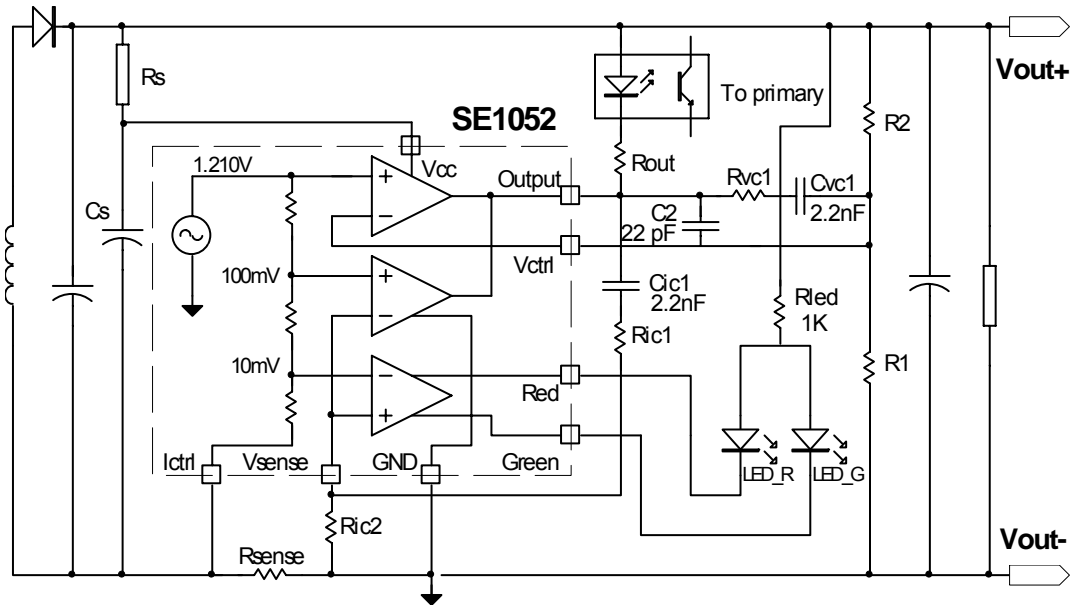 Rs
To primary
Vout+
SE1052
R2
1.210V
Vcc
Rout
Output
Rvc1
Cvc1
2.2nF
Cs
C2
22 pF
Vctrl
100mV
Cic1
2.2nF
Rled
1K
Ric1
10mV
R1
Red
Ictrl
Vsense
GND
Green
LED_R
LED_G
Ric2
Rsense
Vout-